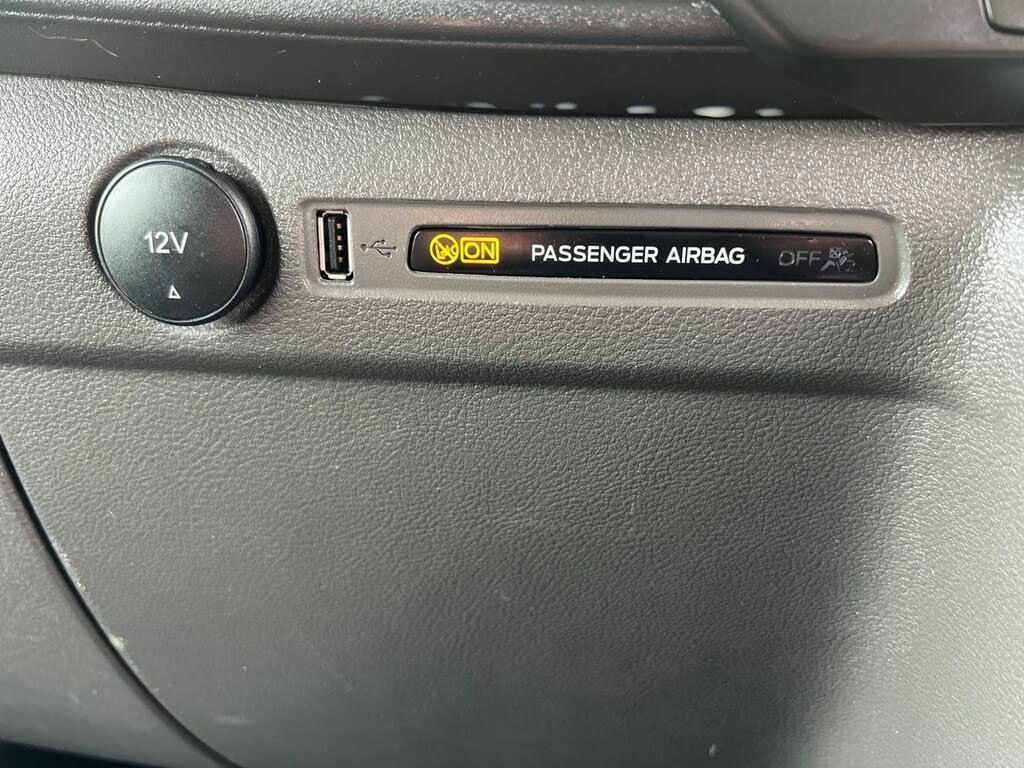 12V
ON PASSENGER AIRBAG OFF